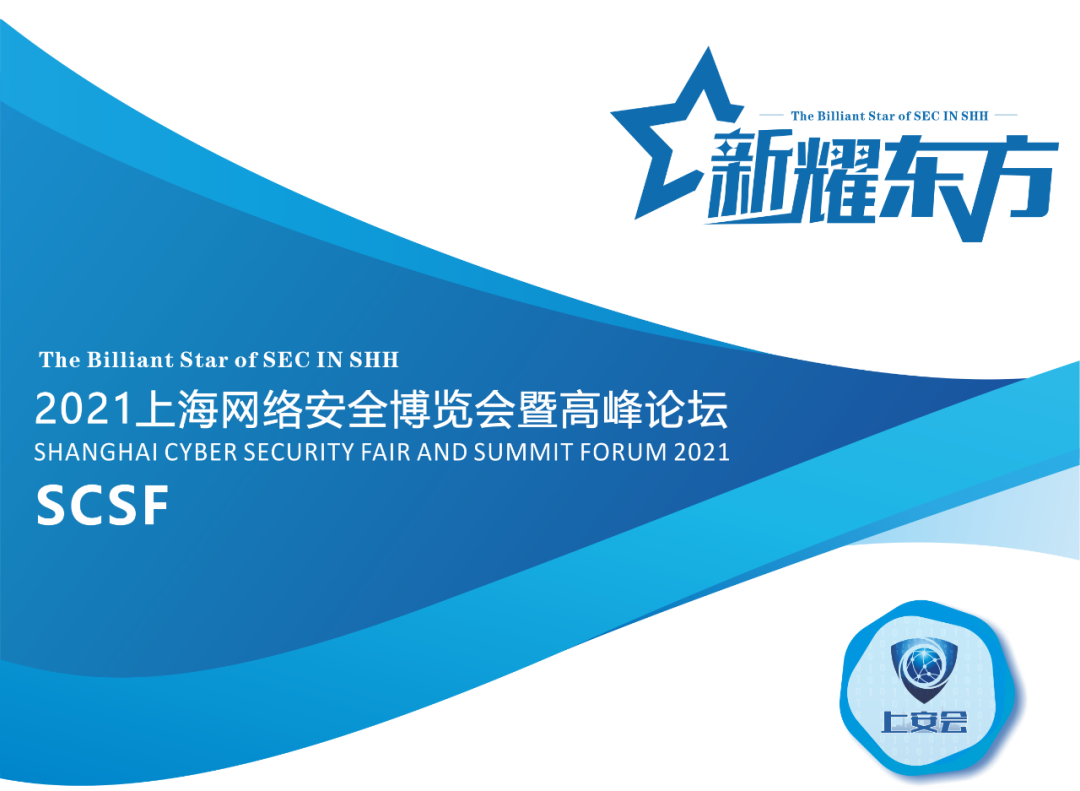 The Billiant Star of SEC IN SHH
新耀东方
The Billiant Star of SEC IN SHH
2021上海网络安全博览会暨高峰论坛
SHANGHAI CYBER SECURITY FAIR AND SUMMIT FORUM 2021
SCSF
上安会